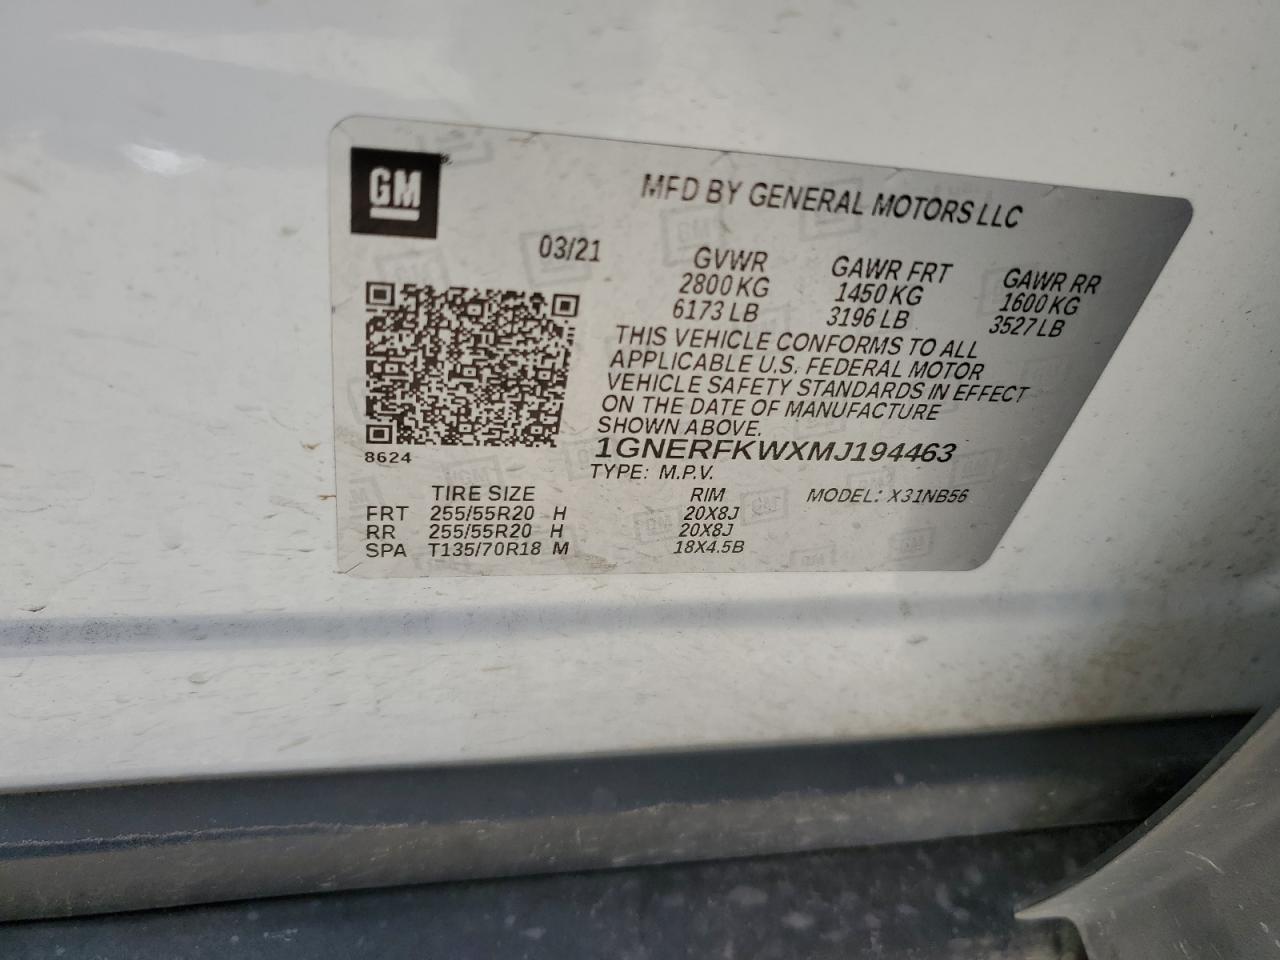 GM
MFD BY GENERAL MOTORS LLC
03/21
GVWR GAWR FRT GAWR RR
2800 KG 1450 KG 1600 KG
6173 LB 3196 LB 3527 LB
THIS VEHICLE CONFORMS TO ALL
APPLICABLE U.S. FEDERAL MOTOR
VEHICLE SAFETY STANDARDS IN EFFECT
ON THE DATE OF MANUFACTURE
SHOWN ABOVE.
8624
1GNERFKWXMJ194463
TYPE: M.P.V.
TIRE SIZE RIM MODEL: X31NB56
FRT 255/55R20 H 20X8J
RR 255/55R20 H 20X8J
SPA T135/70R18 M 18X4.5B